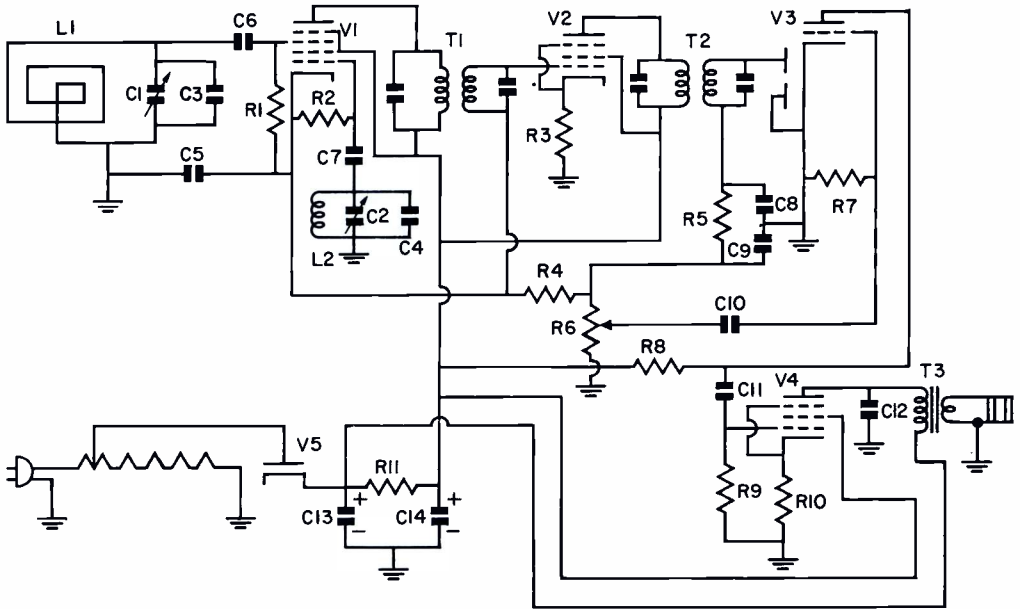 L1
C6
V1
T1
V2
T2
V3
C1
C3
R1
R2
R3
C5
C7
C2
C4
L2
R5
C8
C9
R7
R4
R6
C10
R8
C11
V4
C12
T3
V5
R11
+
+
C13
−
C14
−
R9
R10